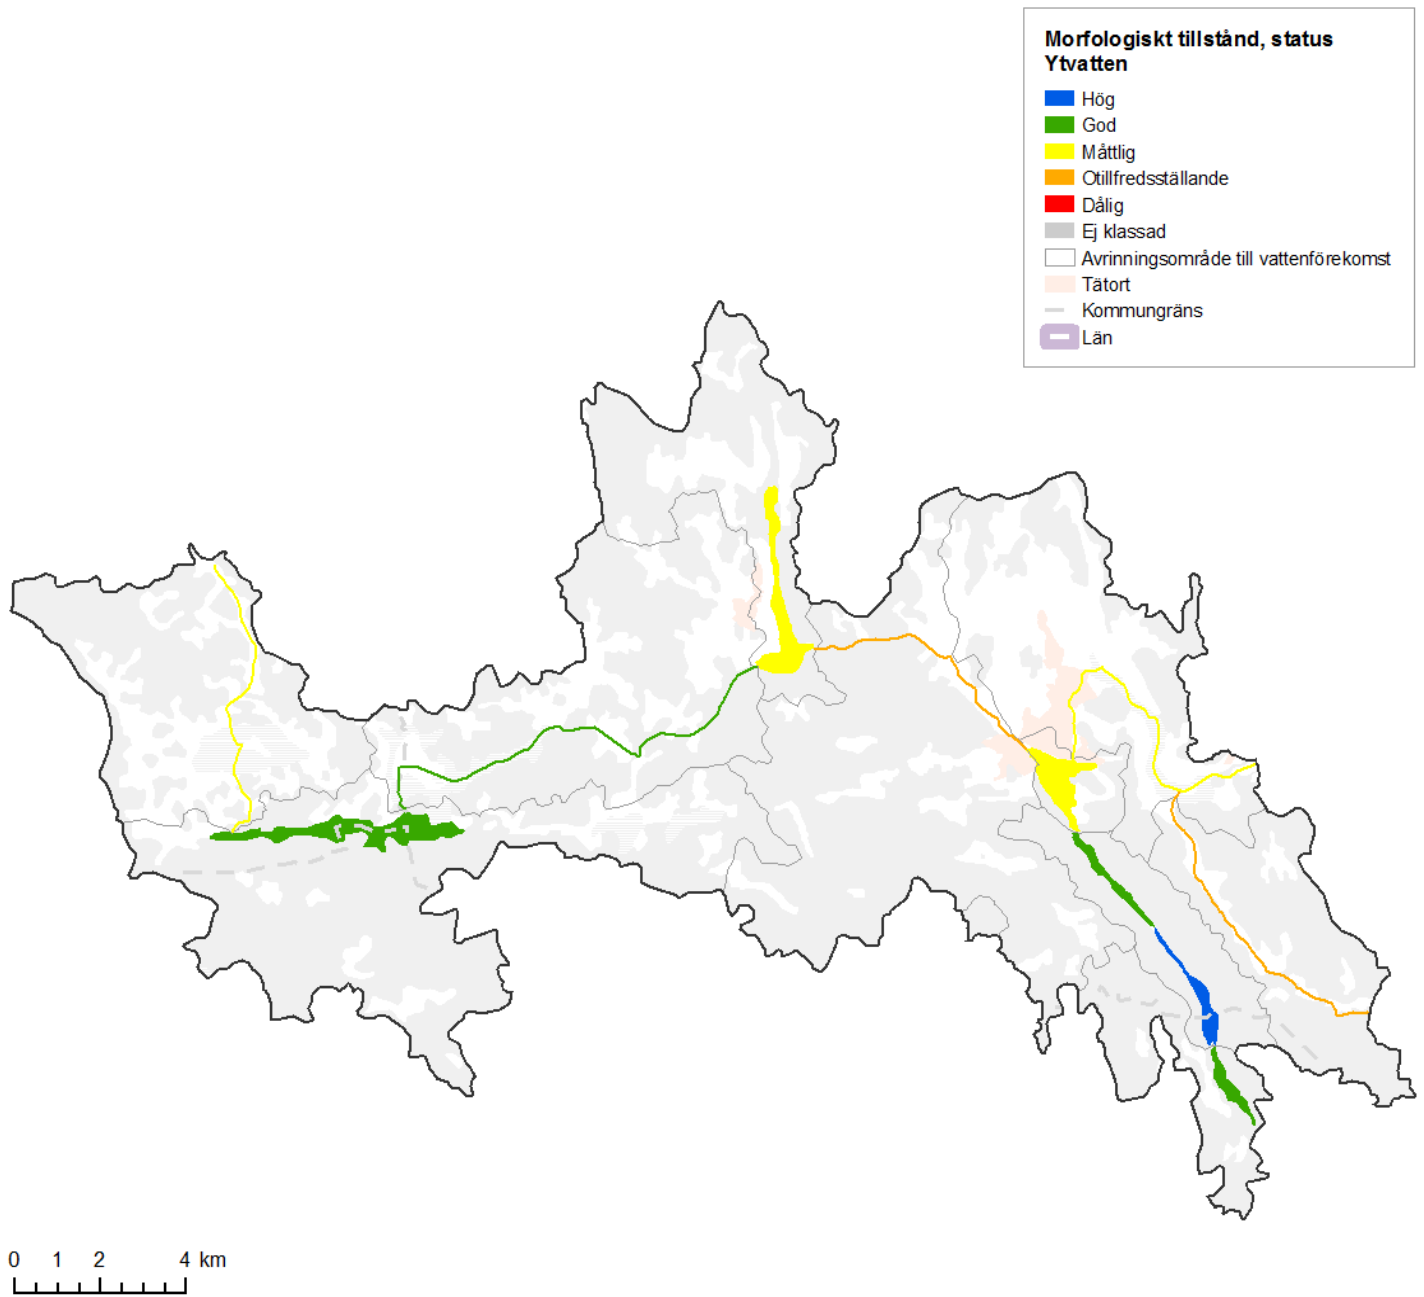 Morfologiskt tillstånd, status
Ytvatten
Hög
God
Måttlig
Otillfredsställande
Dålig
Ej klassad
Avrinningsområde till vattenförekomst
Tätort
Kommungräns
Län
0 1 2 4 km